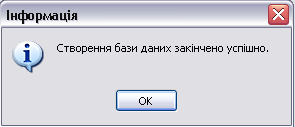 Інформація
Створення бази даних закінчено успішно.
OK